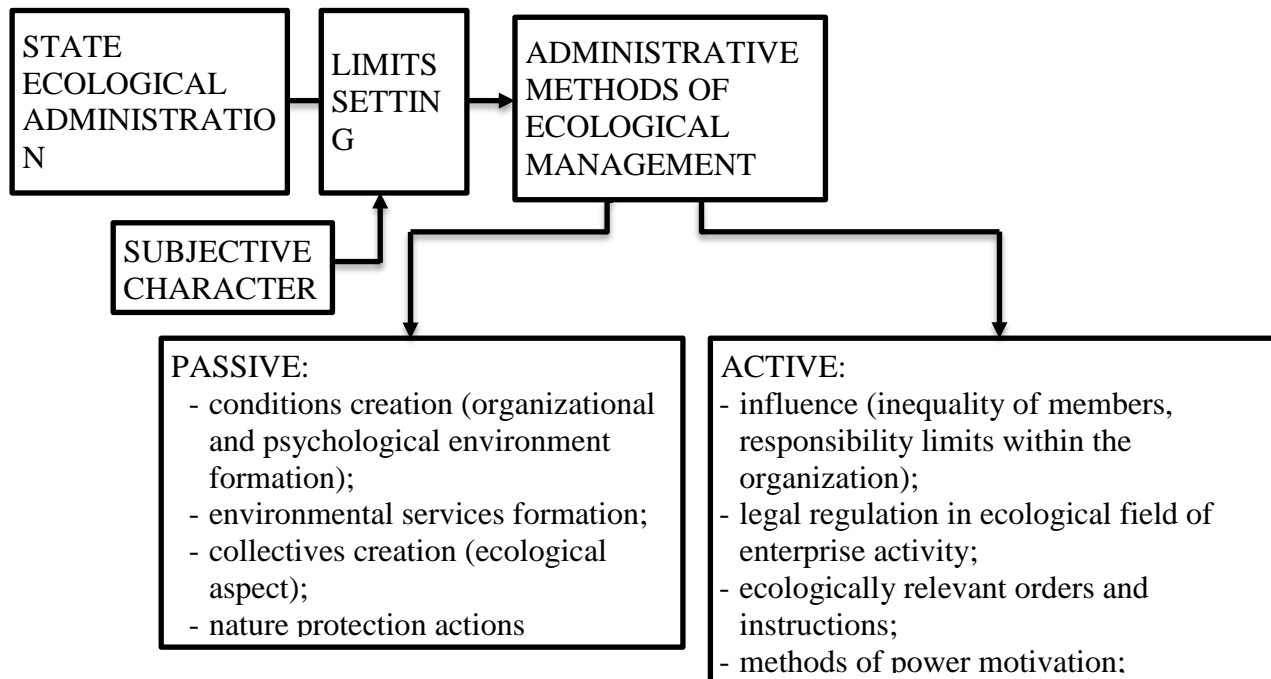 STATE
ECOLOGICAL
ADMINISTRATIO
N
LIMITS
SETTIN
G
ADMINISTRATIVE
METHODS OF
ECOLOGICAL
MANAGEMENT
SUBJECTIVE
CHARACTER
PASSIVE:
- conditions creation (organizational
and psychological environment
formation);
- environmental services formation;
- collectives creation (ecological
aspect);
- nature protection actions
ACTIVE:
- influence (inequality of members,
responsibility limits within the
organization);
- legal regulation in ecological field of
enterprise activity;
- ecologically relevant orders and
instructions;
- methods of power motivation;